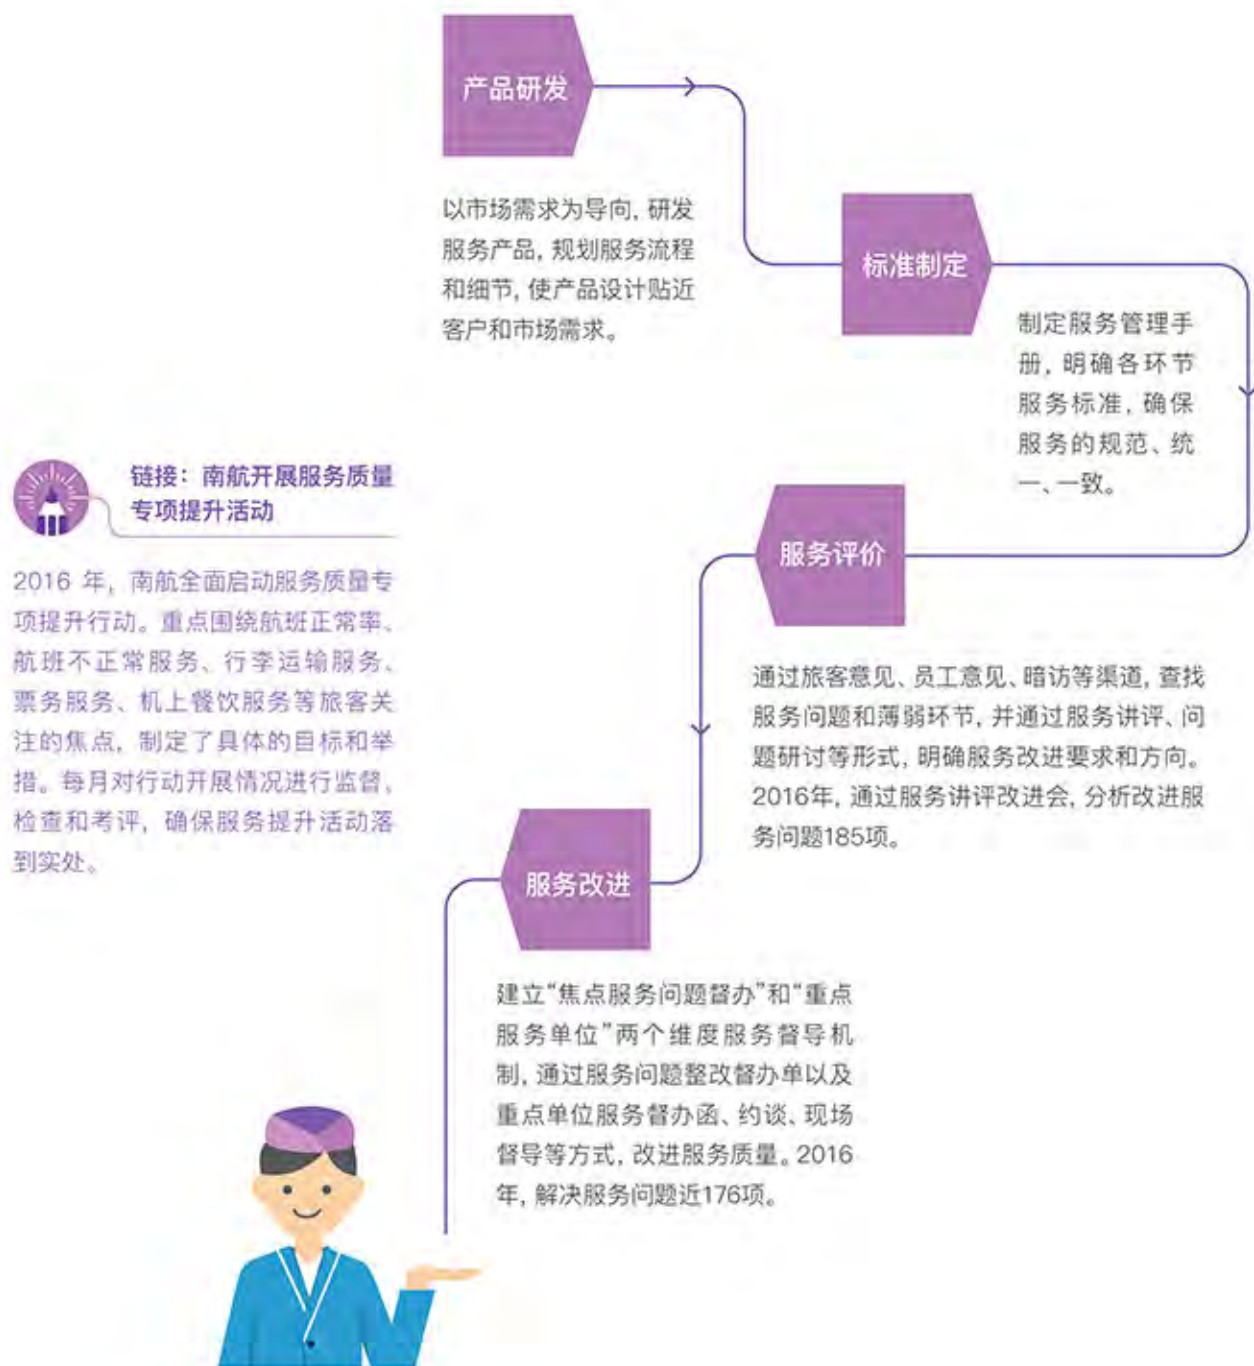 产品研发
以市场需求为导向, 研发
服务产品, 规划服务流程
和细节, 使产品设计贴近
客户和市场需求。
标准制定
制定服务管理手
册, 明确各环节
服务标准, 确保
服务的规范、统
一、一致。
链接：南航开展服务质量
专项提升活动
2016 年，南航全面启动服务质量专
项提升行动。重点围绕航班正常率、
航班不正常服务、行李运输服务、
票务服务、机上餐饮服务等旅客关
注的焦点，制定了具体的目标和举
措。每月对行动开展情况进行监督、
检查和考评，确保服务提升活动落
到实处。
服务评价
通过旅客意见、员工意见、暗访等渠道, 查找
服务问题和薄弱环节, 并通过服务讲评、问
题研讨等形式, 明确服务改进要求和方向。
2016年, 通过服务讲评改进会, 分析改进服
务问题185项。
服务改进
建立“焦点服务问题督办”和“重点
服务单位”两个维度服务督导机
制, 通过服务问题整改督办单以及
重点单位服务督办函、约谈、现场
督导等方式, 改进服务质量。2016
年, 解决服务问题近176项。